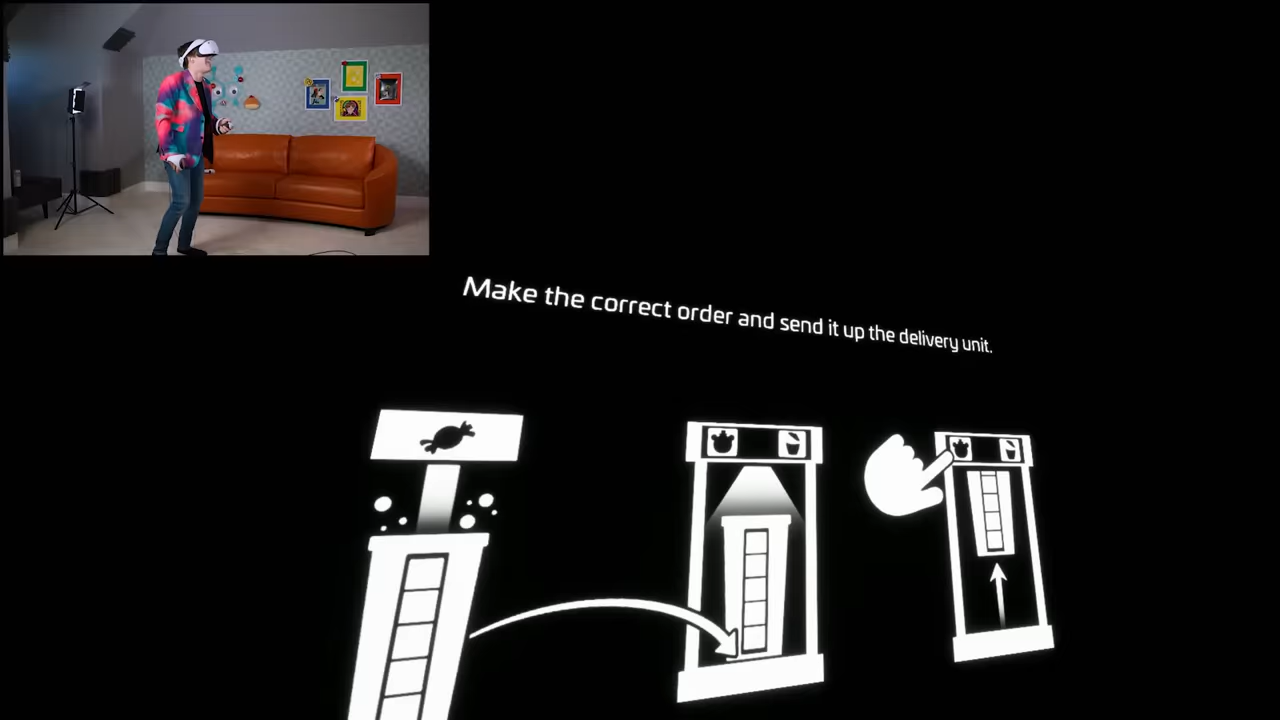 Make the correct order and send it up the delivery unit.